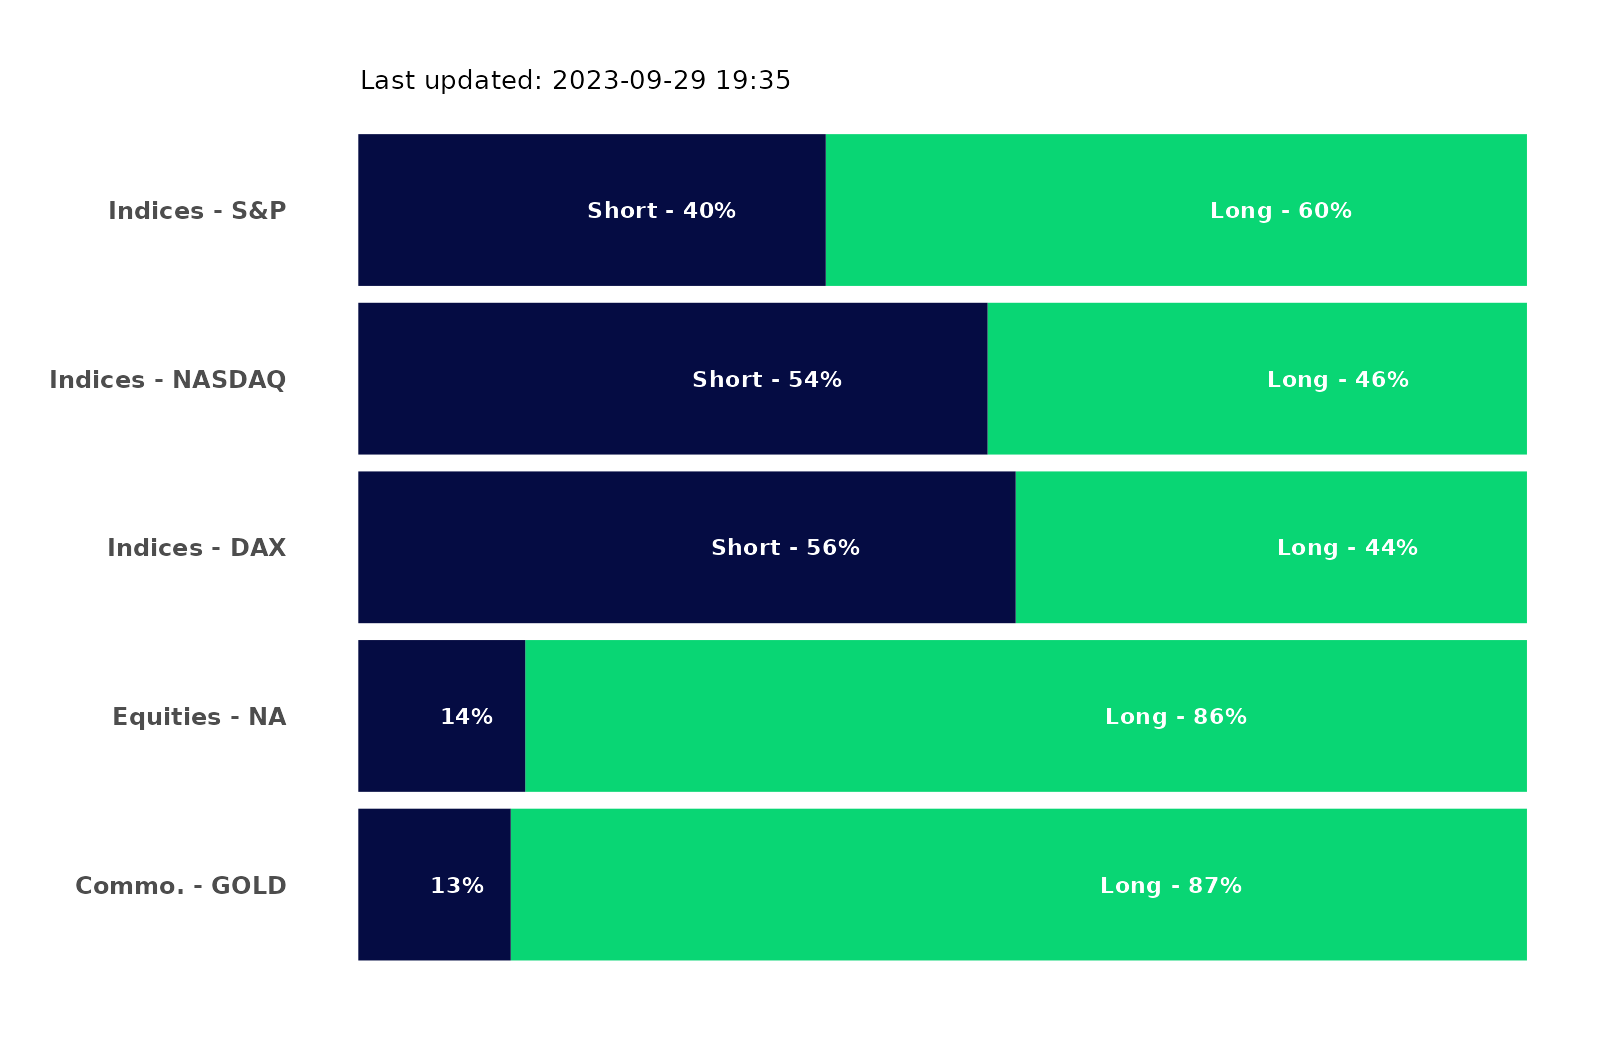 Last updated: 2023-09-29 19:35
Indices - S&P Short - 40% Long - 60%
Indices - NASDAQ Short - 54% Long - 46%
Indices - DAX Short - 56% Long - 44%
Equities - NA 14% Long - 86%
Commo. - GOLD 13% Long - 87%